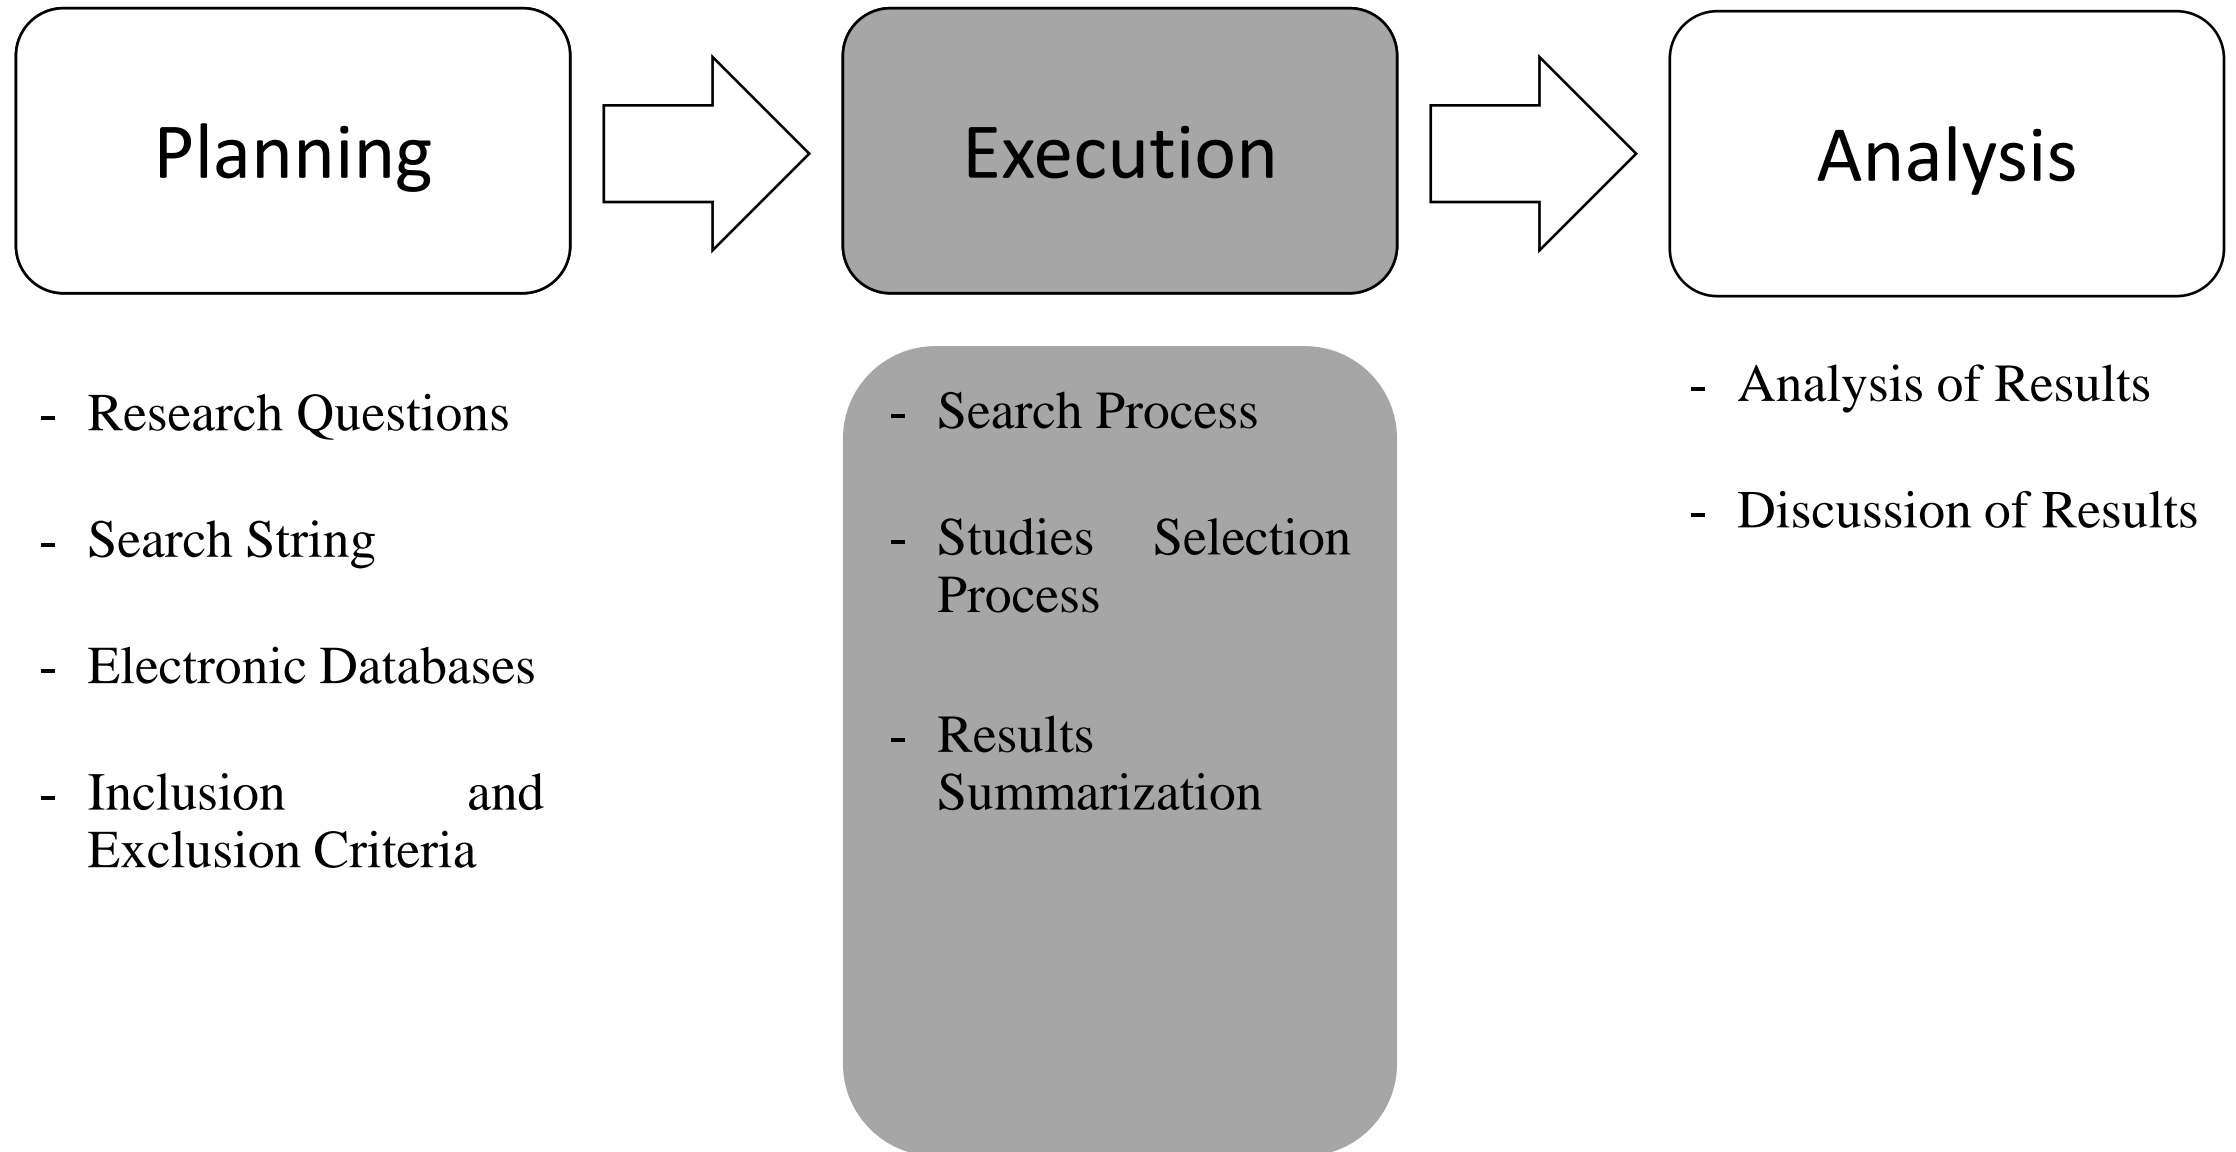 Planning
Execution
Analysis
- Research Questions
- Search String
- Electronic Databases
- Inclusion and
Exclusion Criteria
- Search Process
- Studies Selection
Process
- Results
Summarization
- Analysis of Results
- Discussion of Results